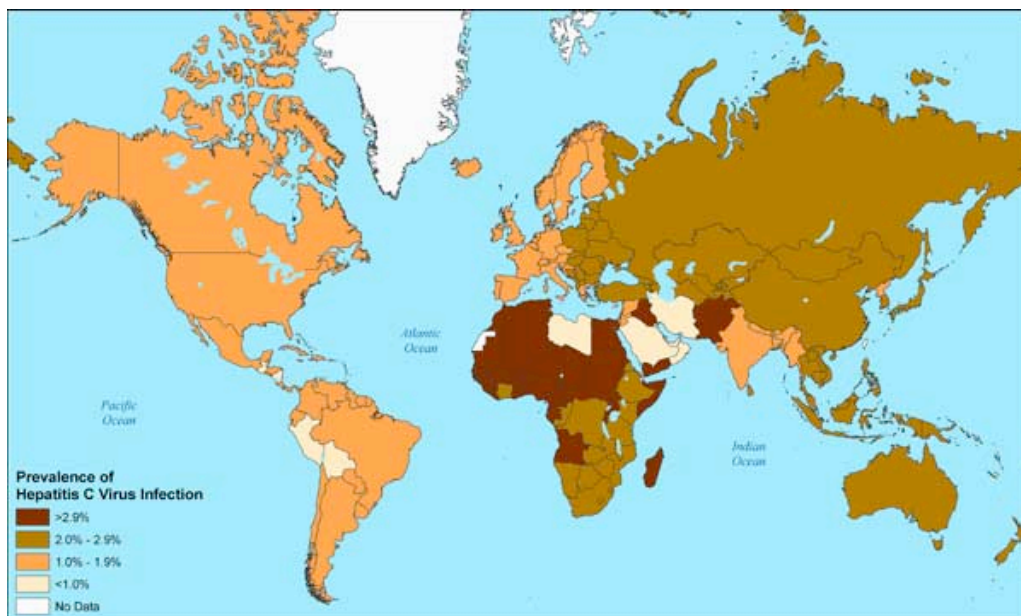 Atlantic
Ocean
Pacific
Ocean
Indian
Ocean
Prevalence of
Hepatitis C Virus Infection
>2.9%
2.0% - 2.9%
1.0% - 1.9%
<1.0%
No Data